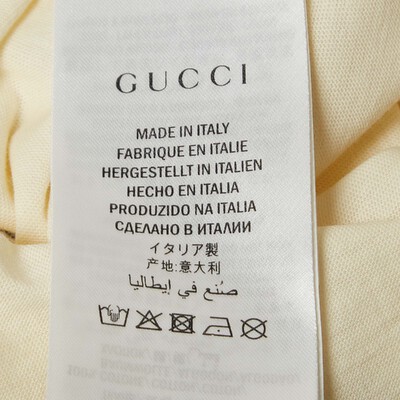 GUCCI
MADE IN ITALY
FABRIQUE EN ITALIE
HERGESTELLT IN ITALIEN
HECHO EN ITALIA
PRODUZIDO NA ITALIA
СДЕЛАНО В ИТАЛИИ
イタリア製
产地:意大利
صُنع في إيطاليا